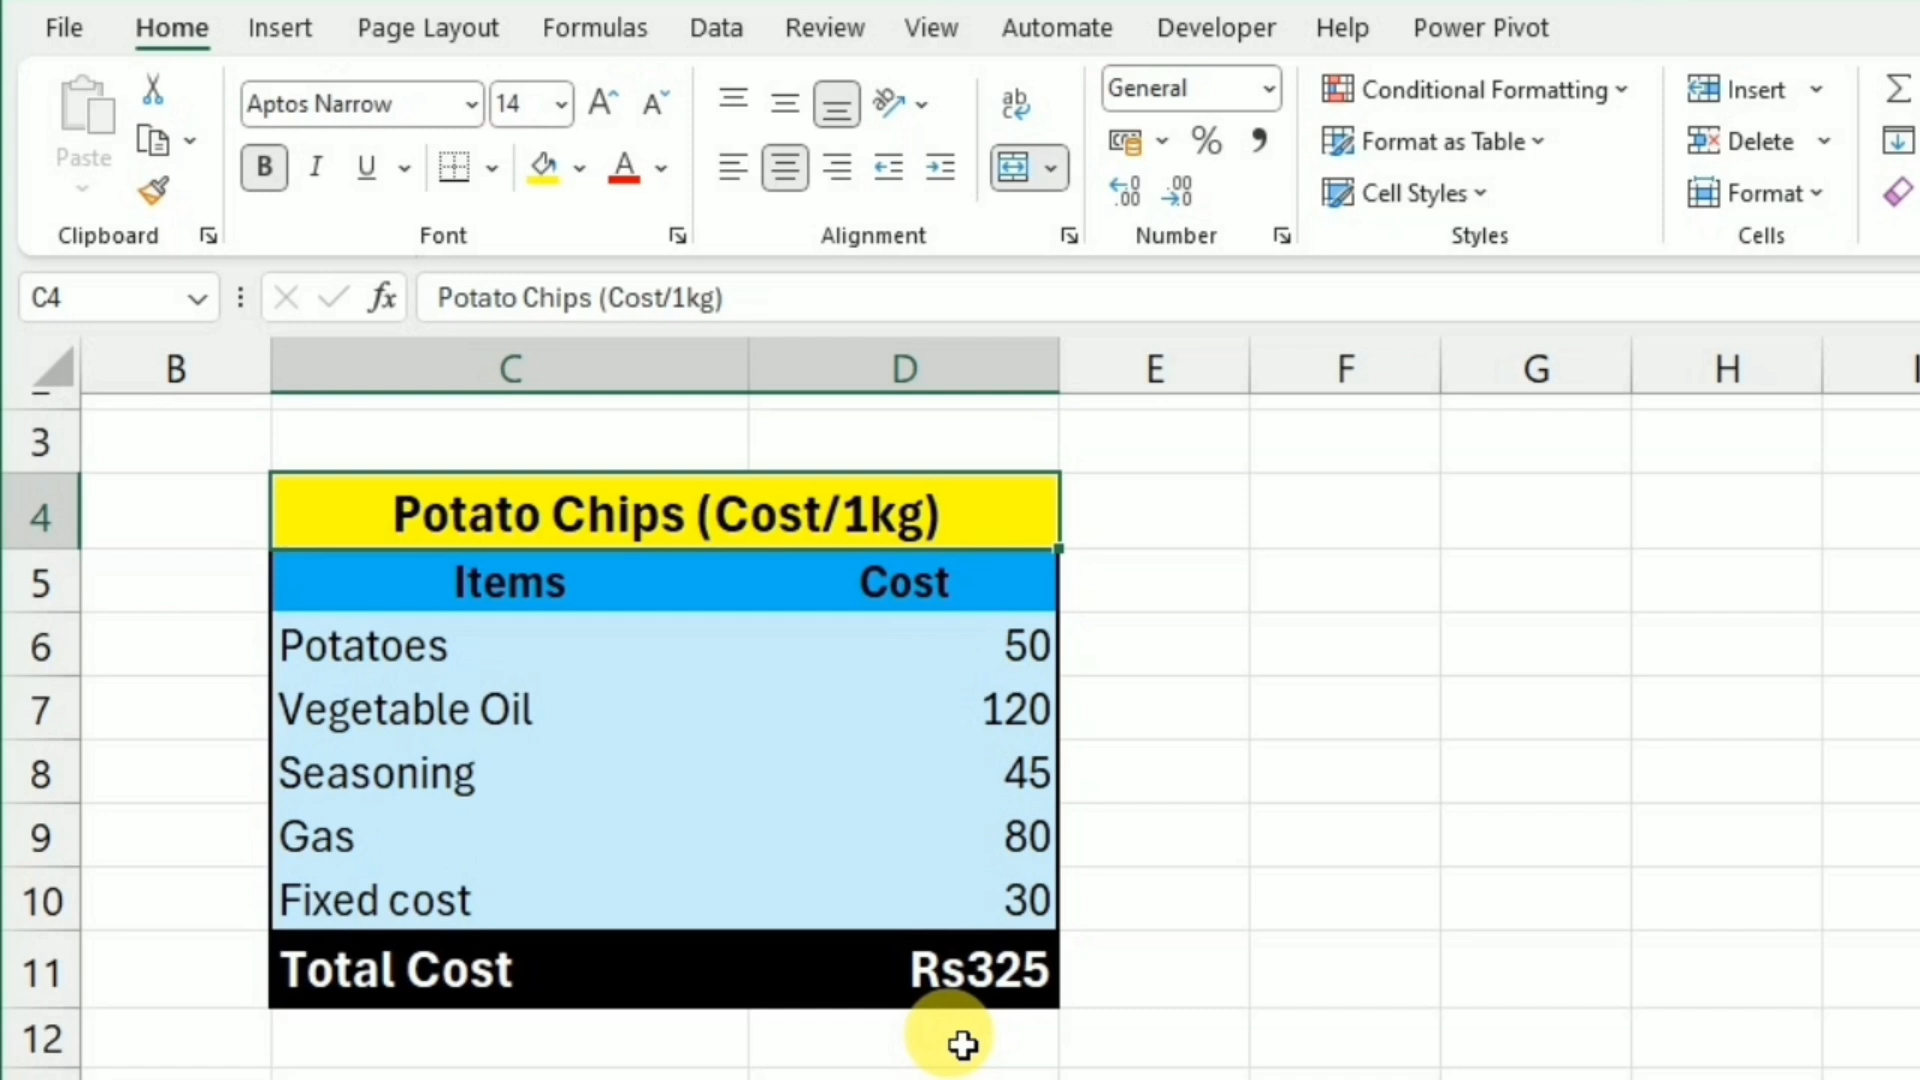 File Home Insert Page Layout Formulas Data Review View Automate Developer Help Power Pivot
Paste
Clipboard
Aptos Narrow 14
B I U A
Font
ab
Alignment
General
% 9
Number
Conditional Formatting
Format as Table
Cell Styles
Styles
Insert
Delete
Format
Cells
C4 fx Potato Chips (Cost/1kg)
B C D E F G H
3
4 Potato Chips (Cost/1kg)
5 Items Cost
6 Potatoes 50
7 Vegetable Oil 120
8 Seasoning 45
9 Gas 80
10 Fixed cost 30
11 Total Cost Rs325
12